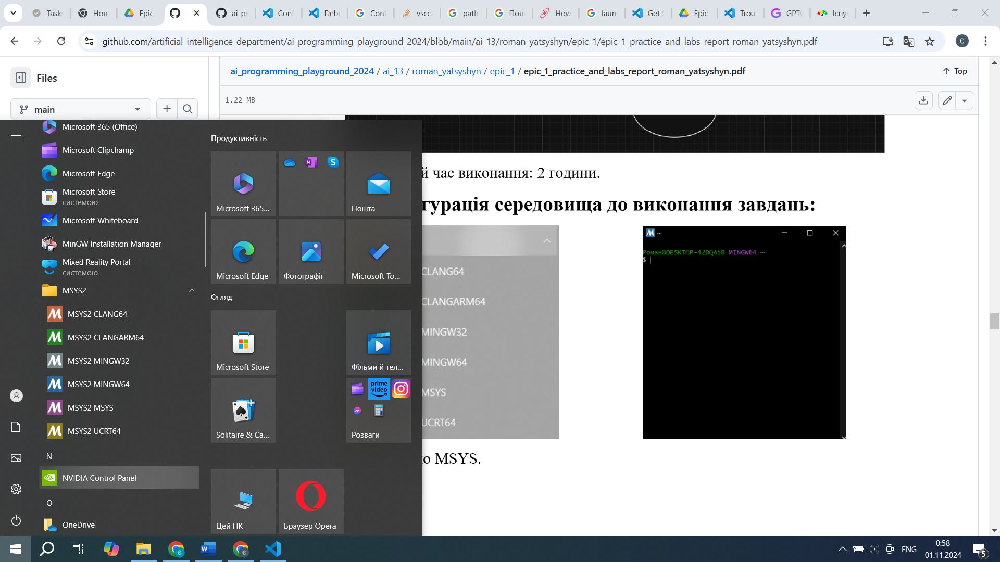 Task
Нова
Epic
a
ai_pr
Conf
Debu
Conf
vsco
path
Пол
How
laun
Get S
Epic
Trou
GPTO
Існу
github.com/artificial-intelligence-department/ai_programming_playground_2024/blob/main/ai_13/roman_yatsyshyn/epic_1/epic_1_practice_and_labs_report_roman_yatsyshyn.pdf
Є
Files
ai_programming_playground_2024 / ai_13 / roman_yatsyshyn / epic_1 / epic_1_practice_and_labs_report_roman_yatsyshyn.pdf
Top
main
1.22 MB
Microsoft 365 (Office)
Microsoft Clipchamp
Microsoft Edge
Microsoft Store
системою
Microsoft Whiteboard
MinGW Installation Manager
Mixed Reality Portal
системою
MSYS2
MSYS2 CLANG64
MSYS2 CLANGARM64
MSYS2 MINGW32
MSYS2 MINGW64
MSYS2 MSYS
MSYS2 UCRT64
N
NVIDIA Control Panel
O
OneDrive
Продуктивність
Microsoft 365...
Пошта
Microsoft Edge
Фотографії
Microsoft To...
Огляд
Microsoft Store
Фільми й тел...
Solitaire & Ca...
prime
video
Розваги
Цей ПК
Браузер Opera
й час виконання: 2 години.
гурація середовища до виконання завдань:
CLANG64
CLANGARM64
MINGW32
MINGW64
MSYS
UCRT64
~
Роман@DESKTOP-42DQA5B MINGW64 ~
$
о MSYS.
ENG
0:58
01.11.2024
5